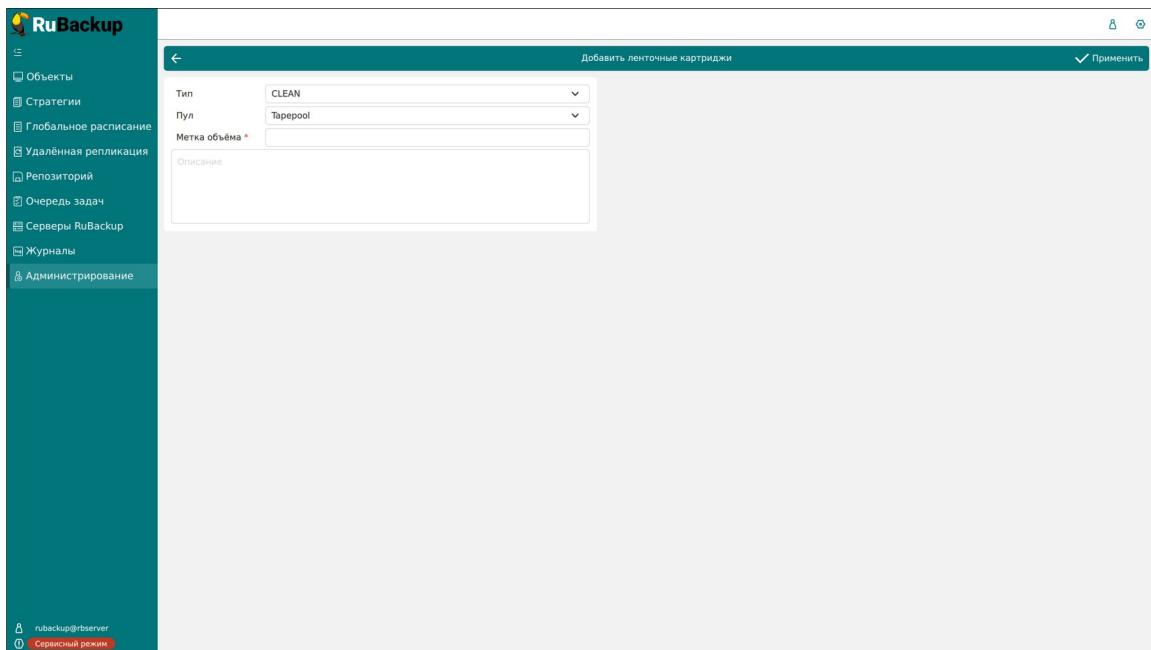 RuBackup
Добавить ленточные картриджи
Применить
Объекты
Стратегии
Глобальное расписание
Удалённая репликация
Репозиторий
Очередь задач
Серверы RuBackup
Журналы
Администрирование
Тип CLEAN
Пул Tapepool
Метка объёма *
Описание
rubackup@rbserver
Сервисный режим